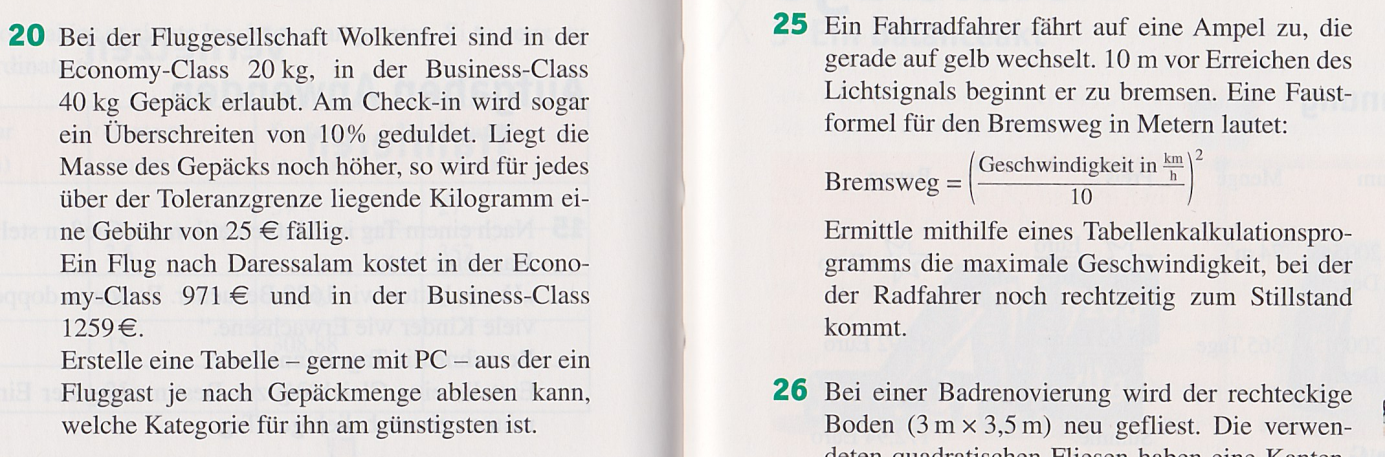 20 Bei der Fluggesellschaft Wolkenfrei sind in der
Economy-Class 20 kg, in der Business-Class
40 kg Gepäck erlaubt. Am Check-in wird sogar
ein Überschreiten von 10% geduldet. Liegt die
Masse des Gepäcks noch höher, so wird für jedes
über der Toleranzgrenze liegende Kilogramm ei-
ne Gebühr von 25 € fällig.
Ein Flug nach Daressalam kostet in der Econo-
my-Class 971 € und in der Business-Class
1259 €.
Erstelle eine Tabelle – gerne mit PC – aus der ein
Fluggast je nach Gepäckmenge ablesen kann,
welche Kategorie für ihn am günstigsten ist.
25 Ein Fahrradfahrer fährt auf eine Ampel zu, die
gerade auf gelb wechselt. 10 m vor Erreichen des
Lichtsignals beginnt er zu bremsen. Eine Faust-
formel für den Bremsweg in Metern lautet:
Bremsweg = (Geschwindigkeit in km/h / 10)²
Ermittle mithilfe eines Tabellenkalkulationspro-
gramms die maximale Geschwindigkeit, bei der
der Radfahrer noch rechtzeitig zum Stillstand
kommt.
26 Bei einer Badrenovierung wird der rechteckige
Boden (3 m × 3,5 m) neu gefliest. Die verwen-
deten quadratischen Fliesen haben eine Kanten-